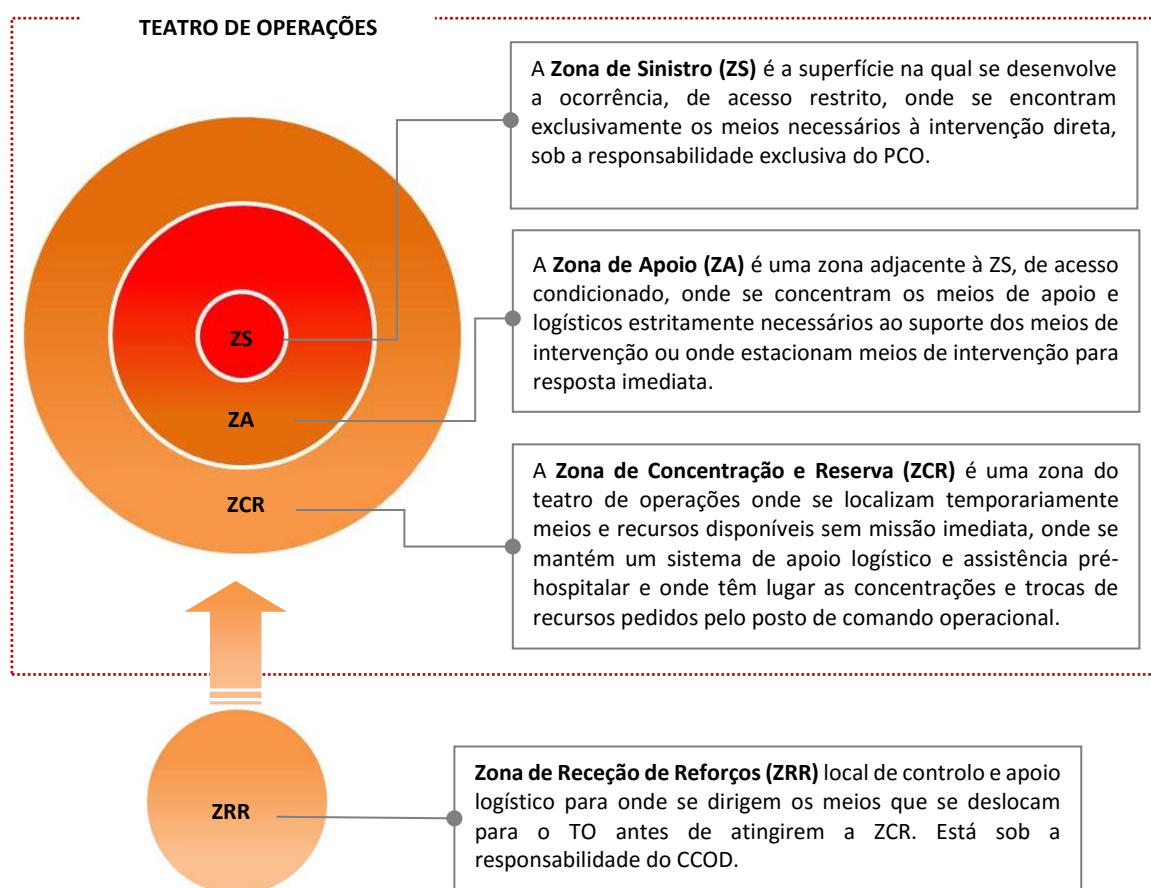 TEATRO DE OPERAÇÕES
A Zona de Sinistro (ZS) é a superfície na qual se desenvolve
a ocorrência, de acesso restrito, onde se encontram
exclusivamente os meios necessários à intervenção direta,
sob a responsabilidade exclusiva do PCO.
A Zona de Apoio (ZA) é uma zona adjacente à ZS, de acesso
condicionado, onde se concentram os meios de apoio e
logísticos estritamente necessários ao suporte dos meios de
intervenção ou onde estacionam meios de intervenção para
resposta imediata.
ZS
ZA
ZCR
A Zona de Concentração e Reserva (ZCR) é uma zona do
teatro de operações onde se localizam temporariamente
meios e recursos disponíveis sem missão imediata, onde se
mantém um sistema de apoio logístico e assistência pré-
hospitalar e onde têm lugar as concentrações e trocas de
recursos pedidos pelo posto de comando operacional.
ZRR
Zona de Receção de Reforços (ZRR) local de controlo e apoio
logístico para onde se dirigem os meios que se deslocam
para o TO antes de atingirem a ZCR. Está sob a
responsabilidade do CCOD.